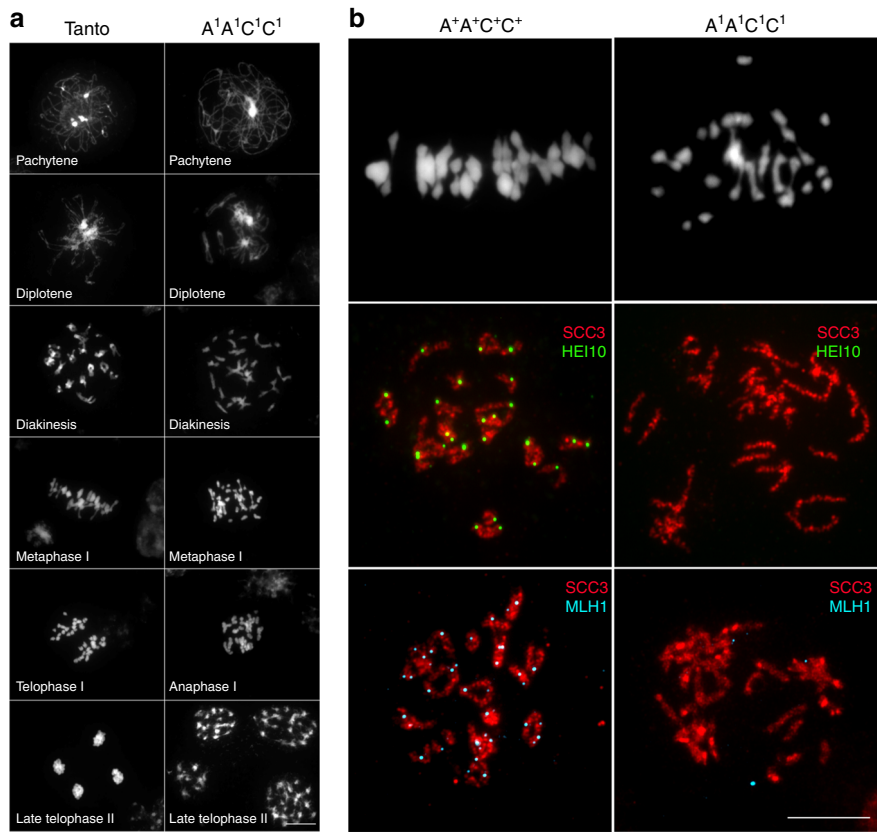 a
Tanto A¹A¹C¹C¹
Pachytene Pachytene
Diplotene Diplotene
Diakinesis Diakinesis
Metaphase I Metaphase I
Telophase I Anaphase I
Late telophase II Late telophase II
b
A⁺A⁺C⁺C⁺ A¹A¹C¹C¹
SCC3 SCC3
HEI10 HEI10
SCC3 SCC3
MLH1 MLH1